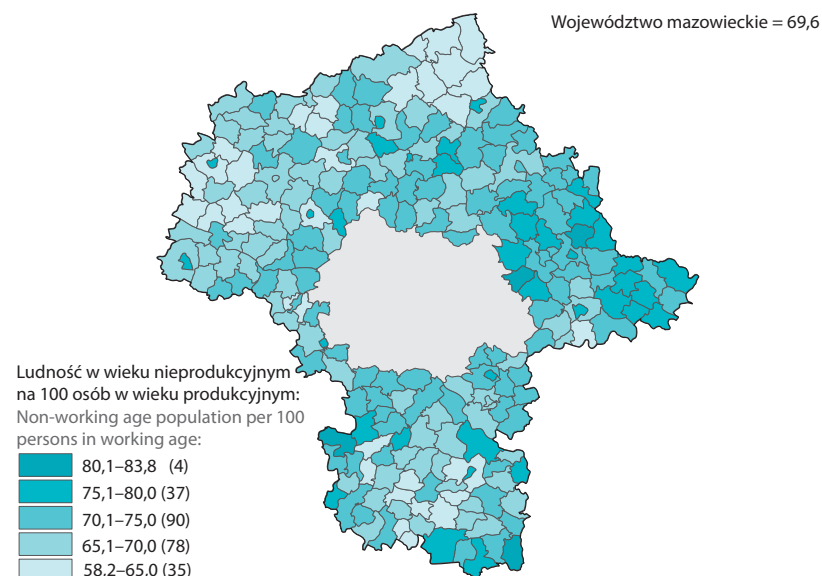 Województwo mazowieckie = 69,6
Ludność w wieku nieprodukcyjnym
na 100 osób w wieku produkcyjnym:
Non-working age population per 100
persons in working age:
80,1–83,8 (4)
75,1–80,0 (37)
70,1–75,0 (90)
65,1–70,0 (78)
58,2–65,0 (35)